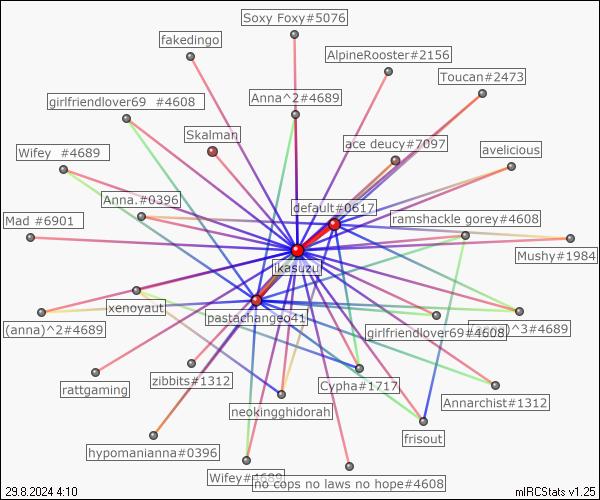 Soxy Foxy#5076
fakedingo
AlpineRooster#2156
Toucan#2473
girlfriendlover69 #4608
Anna^2#4689
Skalman
ace deucy#7097
avelicious
Wifey #4689
Anna.#0396
default#0617
ramshackle gorey#4608
Mad #6901
Mushy#1984
ikasuzu
xenoyaut
pastachangeo41
(anna)^2#4689
girlfriendlover69#4608
)^3#4689
zibbits#1312
Cypha#1717
rattgaming
neokingghidorah
Annarchist#1312
frisout
hypomanianna#0396
Wifey#4689
no cops no laws no hope#4608
29.8.2024 4:10
mIRCStats v1.25